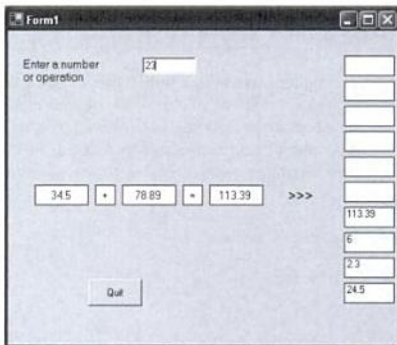 Form1
Enter a number
or operation
23
34.5 + 78.89 = 113.39 >>>
113.39
6
2.3
24.5
Quit